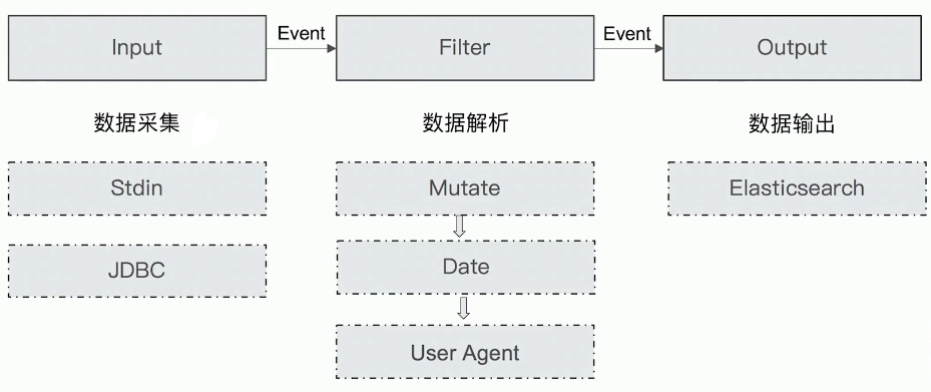 Input
Event
Filter
Event
Output
数据采集
数据解析
数据输出
Stdin
Mutate
Elasticsearch
JDBC
Date
User Agent